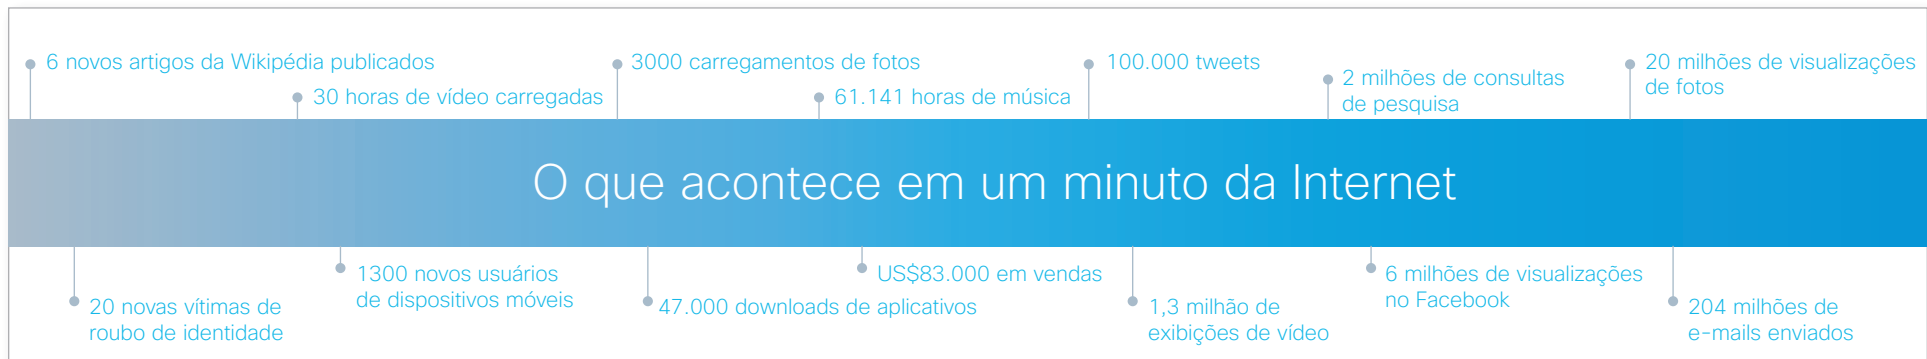 6 novos artigos da Wikipédia publicados
30 horas de vídeo carregadas
3000 carregamentos de fotos
61.141 horas de música
100.000 tweets
2 milhões de consultas
de pesquisa
20 milhões de visualizações
de fotos
O que acontece em um minuto da Internet
20 novas vítimas de
roubo de identidade
1300 novos usuários
de dispositivos móveis
47.000 downloads de aplicativos
US$83.000 em vendas
1,3 milhão de
exibições de vídeo
6 milhões de visualizações
no Facebook
204 milhões de
e-mails enviados